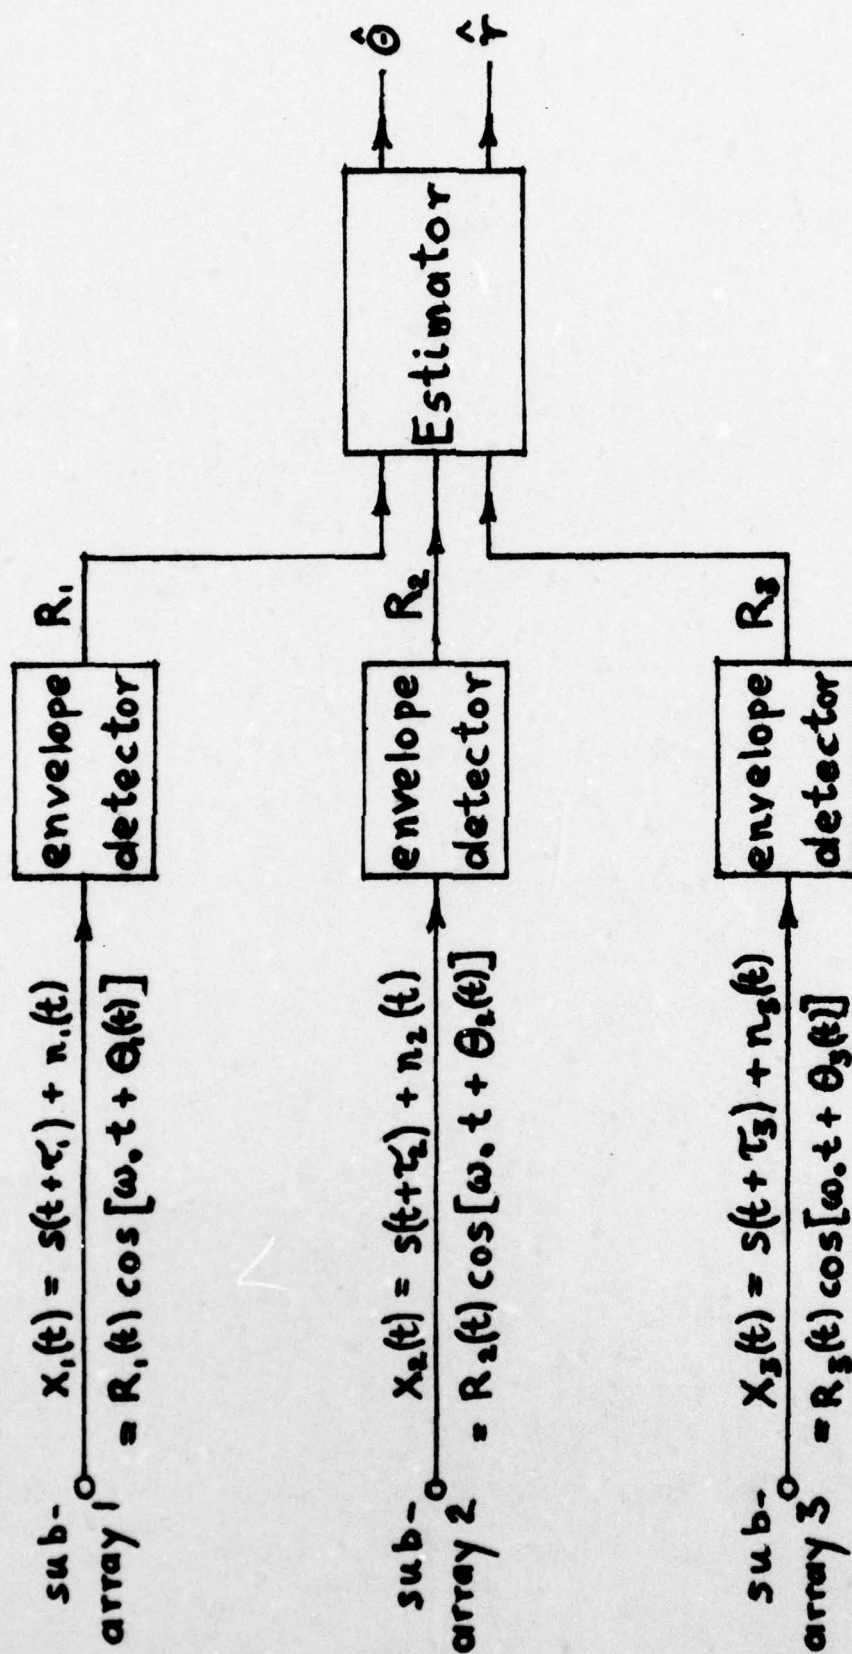 sub-
array 1
X₁(t) = s(t+τ₁) + n₁(t)
= R₁(t) cos[ω₀t + θ₁(t)]
envelope
detector
R₁
sub-
array 2
X₂(t) = s(t+τ₂) + n₂(t)
= R₂(t) cos[ω₀t + θ₂(t)]
envelope
detector
R₂
sub-
array 3
X₃(t) = s(t+τ₃) + n₃(t)
= R₃(t) cos[ω₀t + θ₃(t)]
envelope
detector
R₃
Estimator
θ̂
r̂